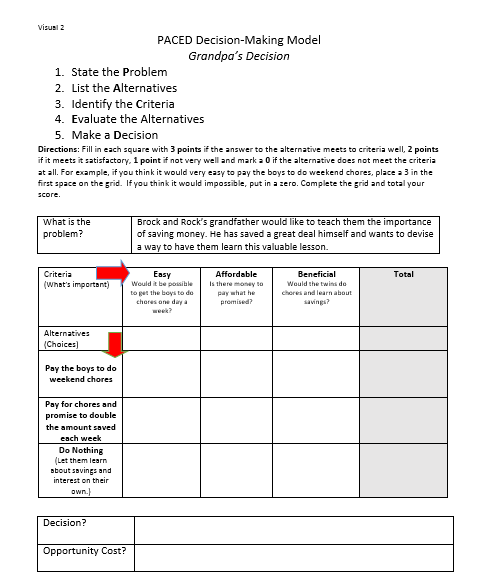 Visual 2
PACED Decision-Making Model
Grandpa's Decision
1. State the Problem
2. List the Alternatives
3. Identify the Criteria
4. Evaluate the Alternatives
5. Make a Decision
Directions: Fill in each square with 3 points if the answer to the alternative meets to criteria well, 2 points
if it meets it satisfactory, 1 point if not very well and mark a 0 if the alternative does not meet the criteria
at all. For example, if you think it would very easy to pay the boys to do weekend chores, place a 3 in the
first space on the grid. If you think it would impossible, put in a zero. Complete the grid and total your
score.
What is the
problem?
Brock and Rock's grandfather would like to teach them the importance
of saving money. He has saved a great deal himself and wants to devise
a way to have them learn this valuable lesson.
Criteria
(What's important)
Easy
Would it be possible
to get the boys to do
chores one day a
week?
Affordable
Is there money to
pay what he
promised?
Beneficial
Would the twins do
chores and learn about
savings?
Total
Alternatives
(Choices)
Pay the boys to do
weekend chores
Pay for chores and
promise to double
the amount saved
each week
Do Nothing
(Let them learn
about savings and
interest on their
own.)
Decision?
Opportunity Cost?